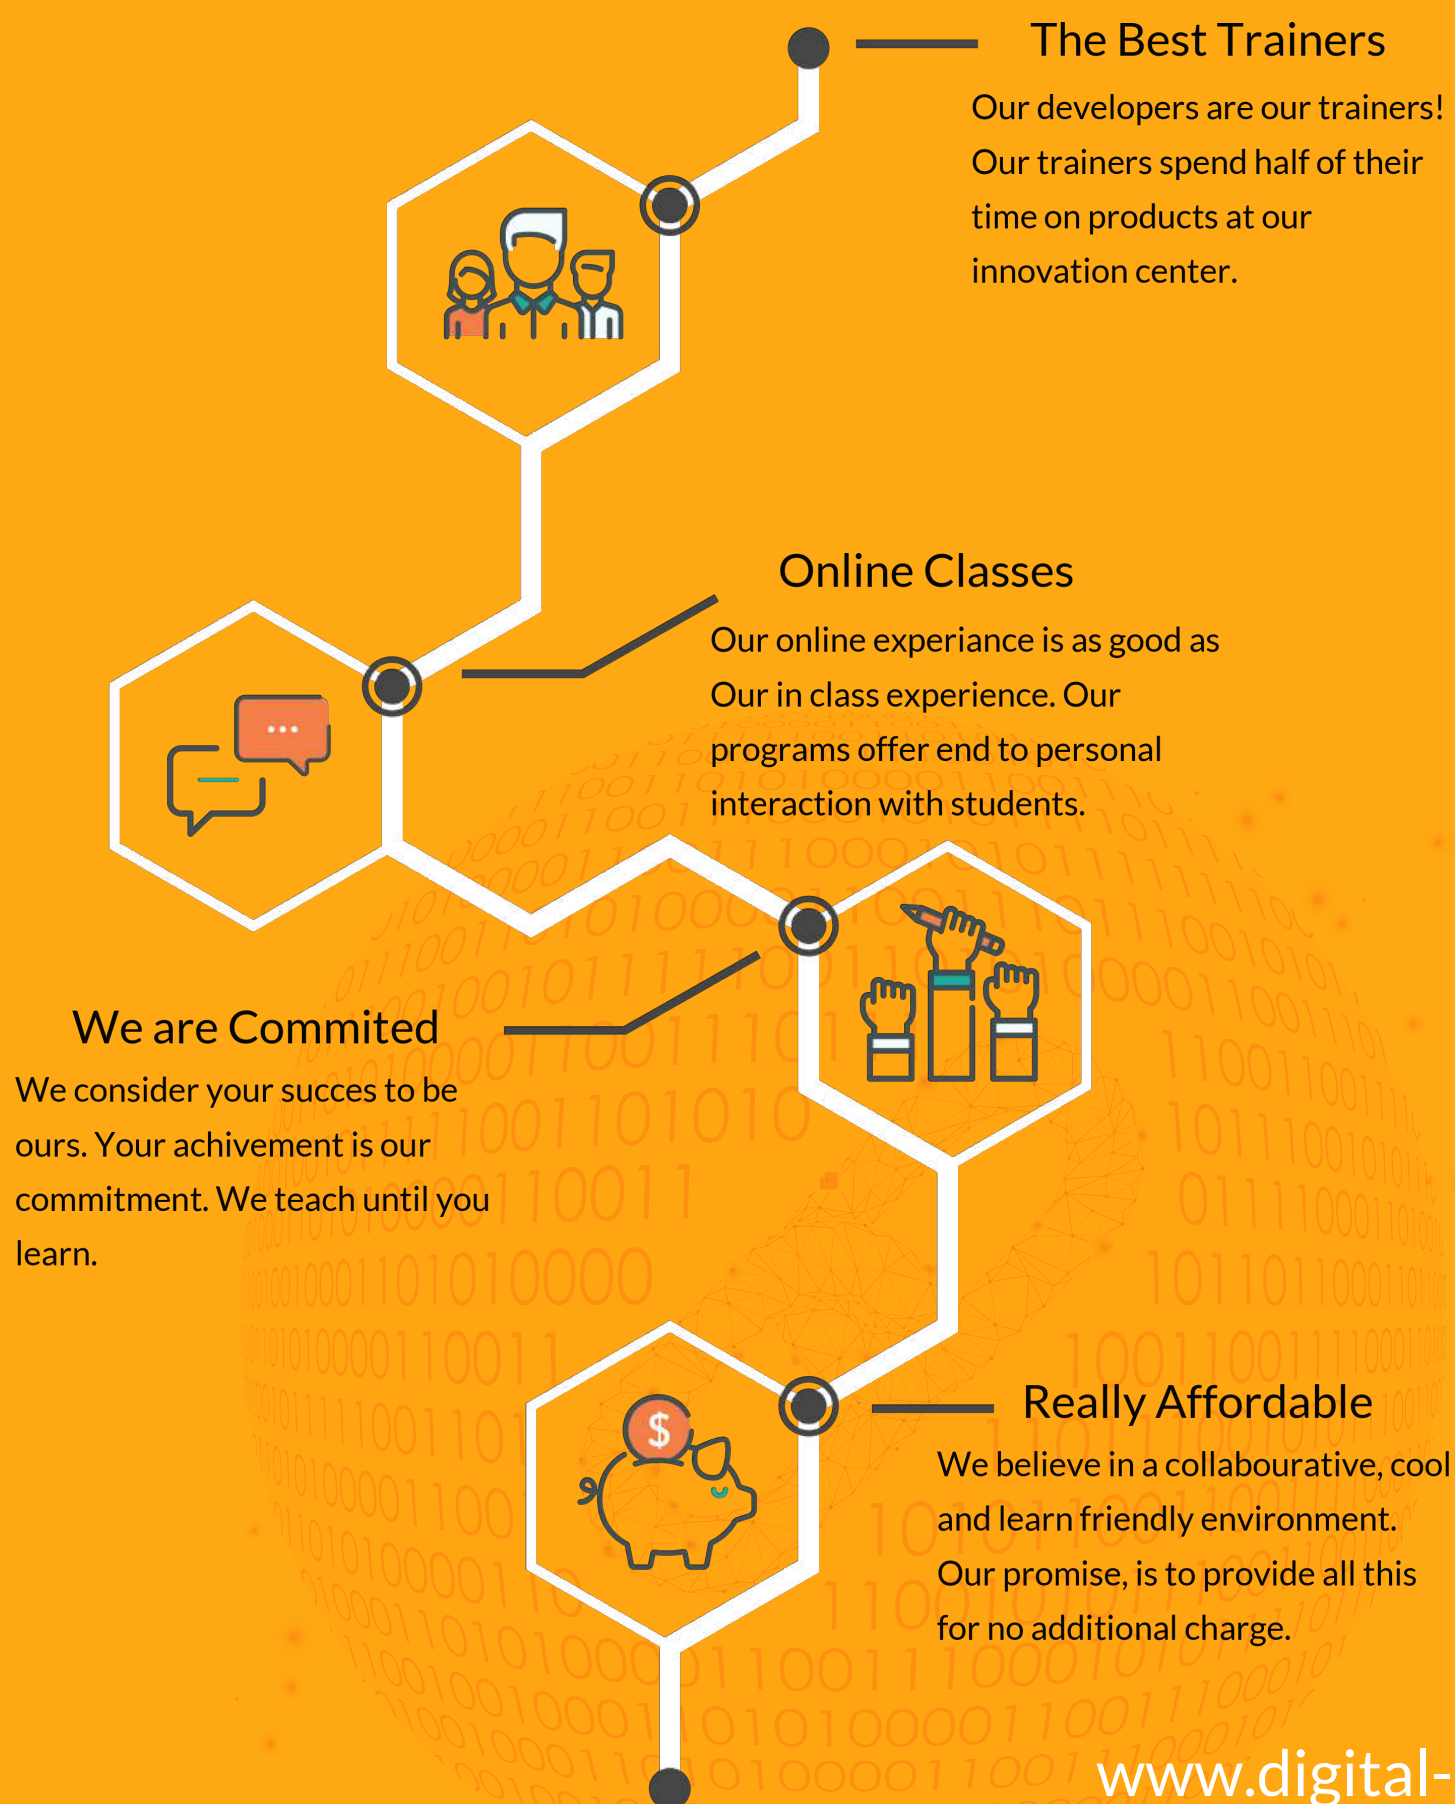 The Best Trainers
Our developers are our trainers!
Our trainers spend half of their
time on products at our
innovation center.
Online Classes
Our online experiance is as good as
Our in class experience. Our
programs offer end to personal
interaction with students.
We are Commited
We consider your succes to be
ours. Your achivement is our
commitment. We teach until you
learn.
$
Really Affordable
We believe in a collabourative, cool
and learn friendly environment.
Our promise, is to provide all this
for no additional charge.
www.digital-